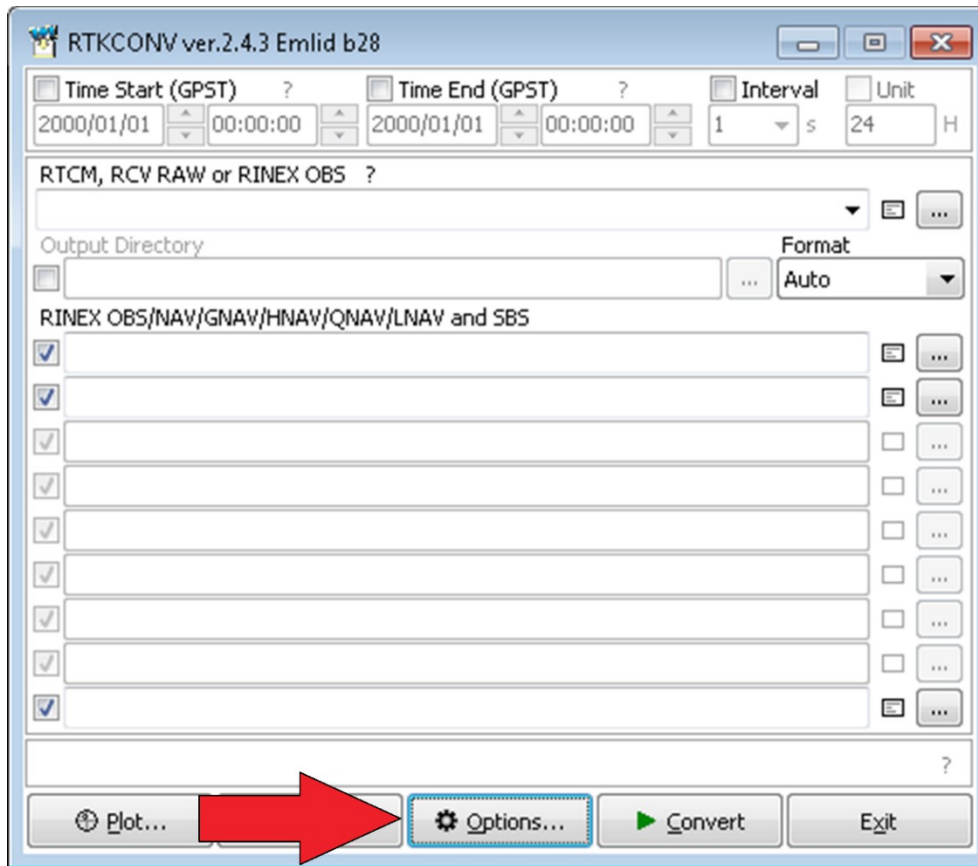 RTKCONV ver.2.4.3 Emlid b28
Time Start (GPST) ? Time End (GPST) ? Interval Unit
2000/01/01 00:00:00 2000/01/01 00:00:00 1 s 24 H
RTCM, RCV RAW or RINEX OBS ?
...
Output Directory Format
... Auto
RINEX OBS/NAV/GNAV/HNAV/QNAV/LNAV and SBS
...
...
...
...
...
...
...
...
...
?
Plot... Options... Convert Exit